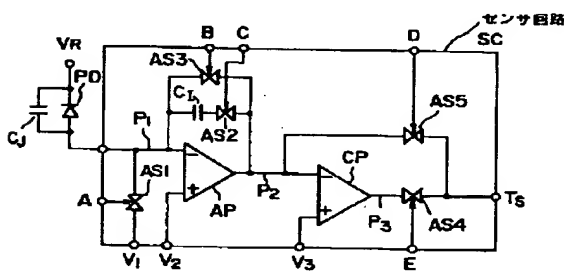 センサ回路
SC
B
C
D
VR
AS3
PD
CI
AS2
AS5
CJ
P1
AS1
A
AP
P2
CP
P3
AS4
TS
V1
V2
V3
E
−
+
−
+